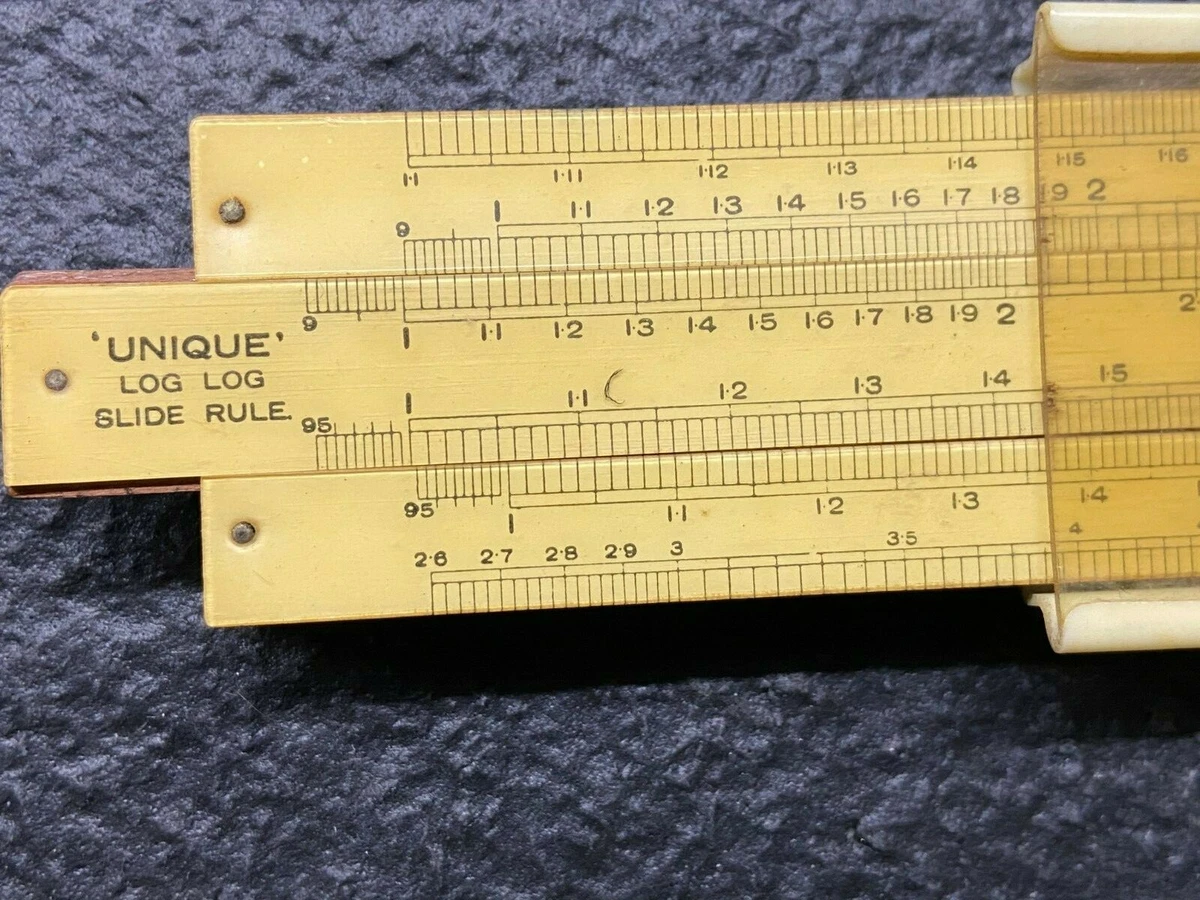 1·1 1·11 1·12 1·13 1·14 1·15 1·16
9 1 1·1 1·2 1·3 1·4 1·5 1·6 1·7 1·8 1·9 2
9 1 1·1 1·2 1·3 1·4 1·5 1·6 1·7 1·8 1·9 2
'UNIQUE'
LOG LOG
SLIDE RULE.
95 1 1·1 1·2 1·3 1·4 1·5
95 1 1·1 1·2 1·3 1·4
2·6 2·7 2·8 2·9 3 3·5 4